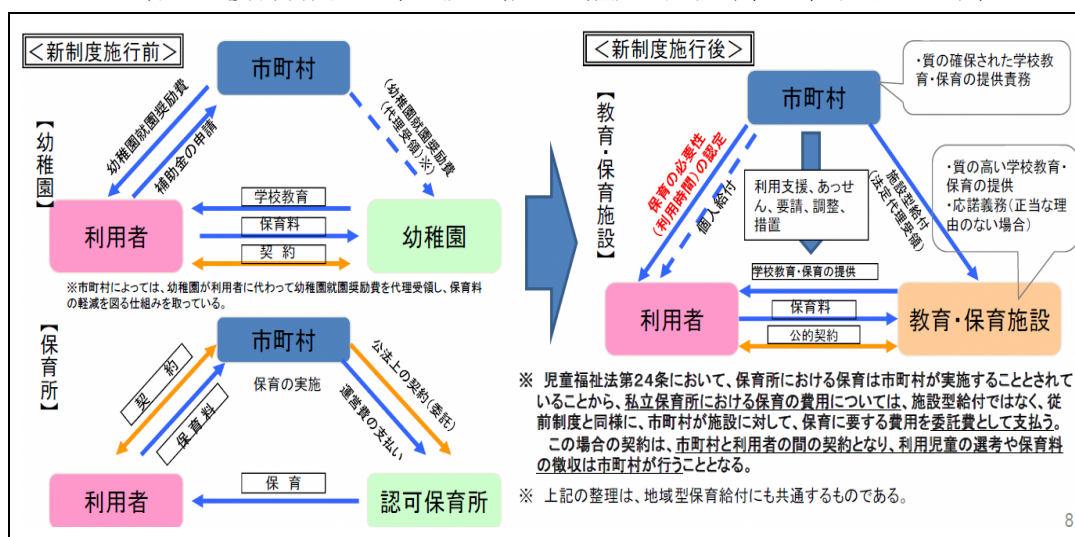 ＜新制度施行前＞
市町村
【幼稚園】
幼稚園就園奨励費
補助金の申請
(幼稚園就園奨励費
(代理受領)※)
学校教育
保育料
契約
利用者
幼稚園
※市町村によっては、幼稚園が利用者に代わって幼稚園就園奨励費を代理受領し、保育料
の軽減を図る仕組みを取っている。
【保育所】
市町村
保育の実施
契約
保育料
公法上の契約(委託)
運営費の支払い
利用者
保育
認可保育所
＜新制度施行後＞
市町村
・質の確保された学校教
育・保育の提供責務
【教育・保育施設】
保育の必要性
(利用時間)の認定
個人給付
利用支援、あっせ
ん、要請、調整、
措置
施設型給付
(法定代理受領)
・質の高い学校教育・
保育の提供
・応諾義務(正当な理
由のない場合)
学校教育・保育の提供
保育料
公的契約
利用者
教育・保育施設
※ 児童福祉法第24条において、保育所における保育は市町村が実施することとされて
いることから、私立保育所における保育の費用については、施設型給付ではなく、従
前制度と同様に、市町村が施設に対して、保育に要する費用を委託費として支払う。
この場合の契約は、市町村と利用者の間の契約となり、利用児童の選考や保育料
の徴収は市町村が行うこととなる。
※ 上記の整理は、地域型保育給付にも共通するものである。
8